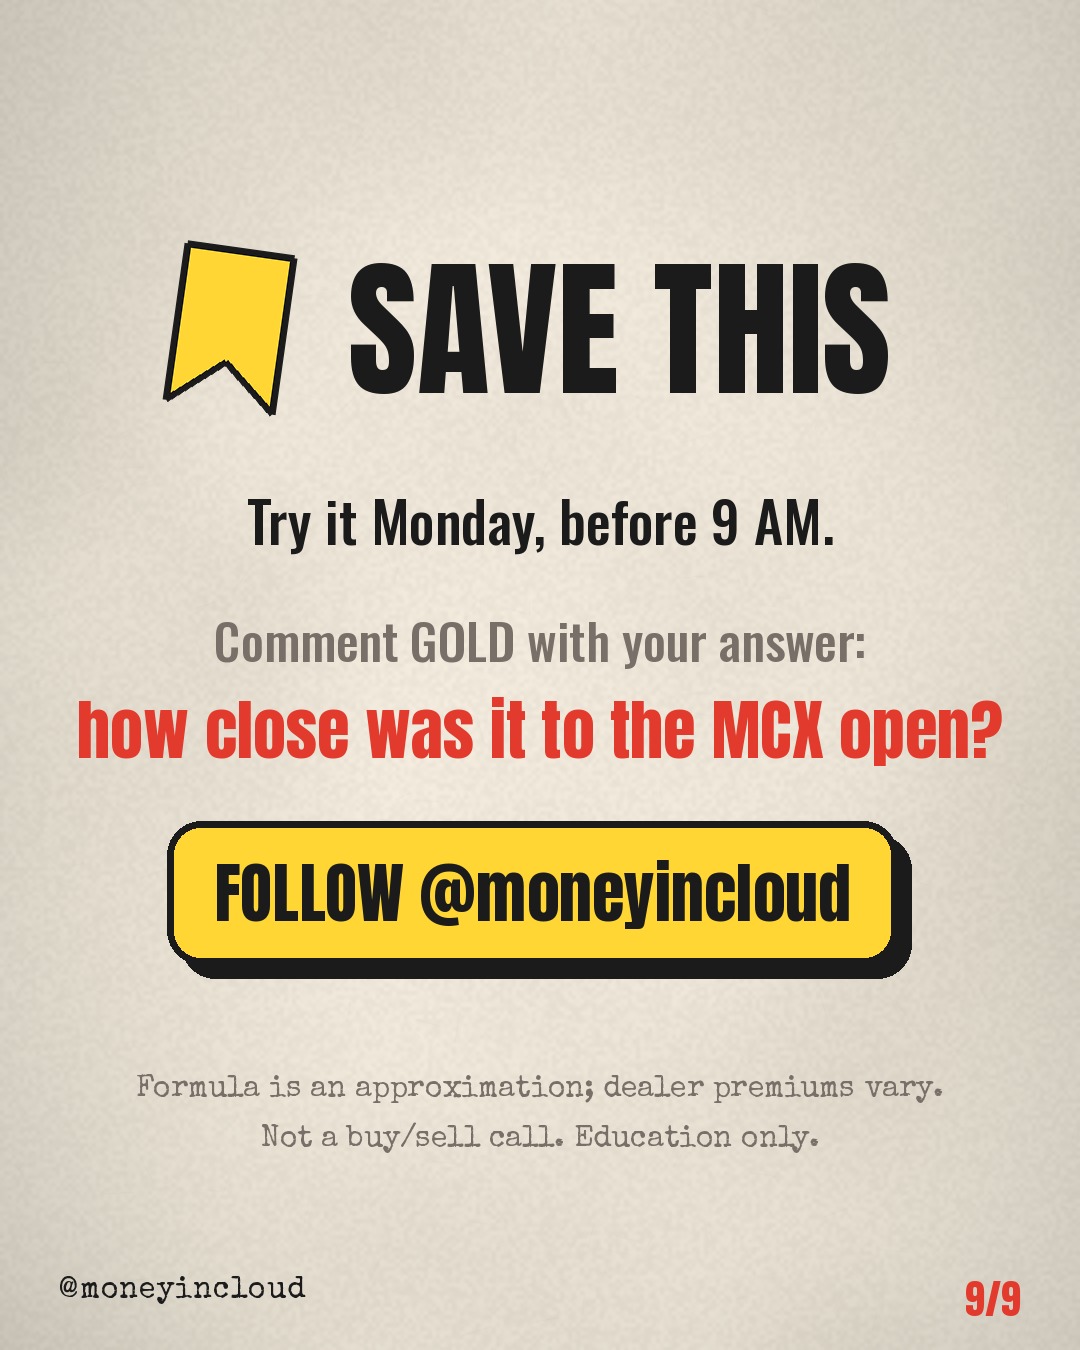 SAVE THIS
Try it Monday, before 9 AM.
Comment GOLD with your answer:
how close was it to the MCX open?
FOLLOW @moneyincloud
Formula is an approximation; dealer premiums vary.
Not a buy/sell call. Education only.
@moneyincloud
9/9